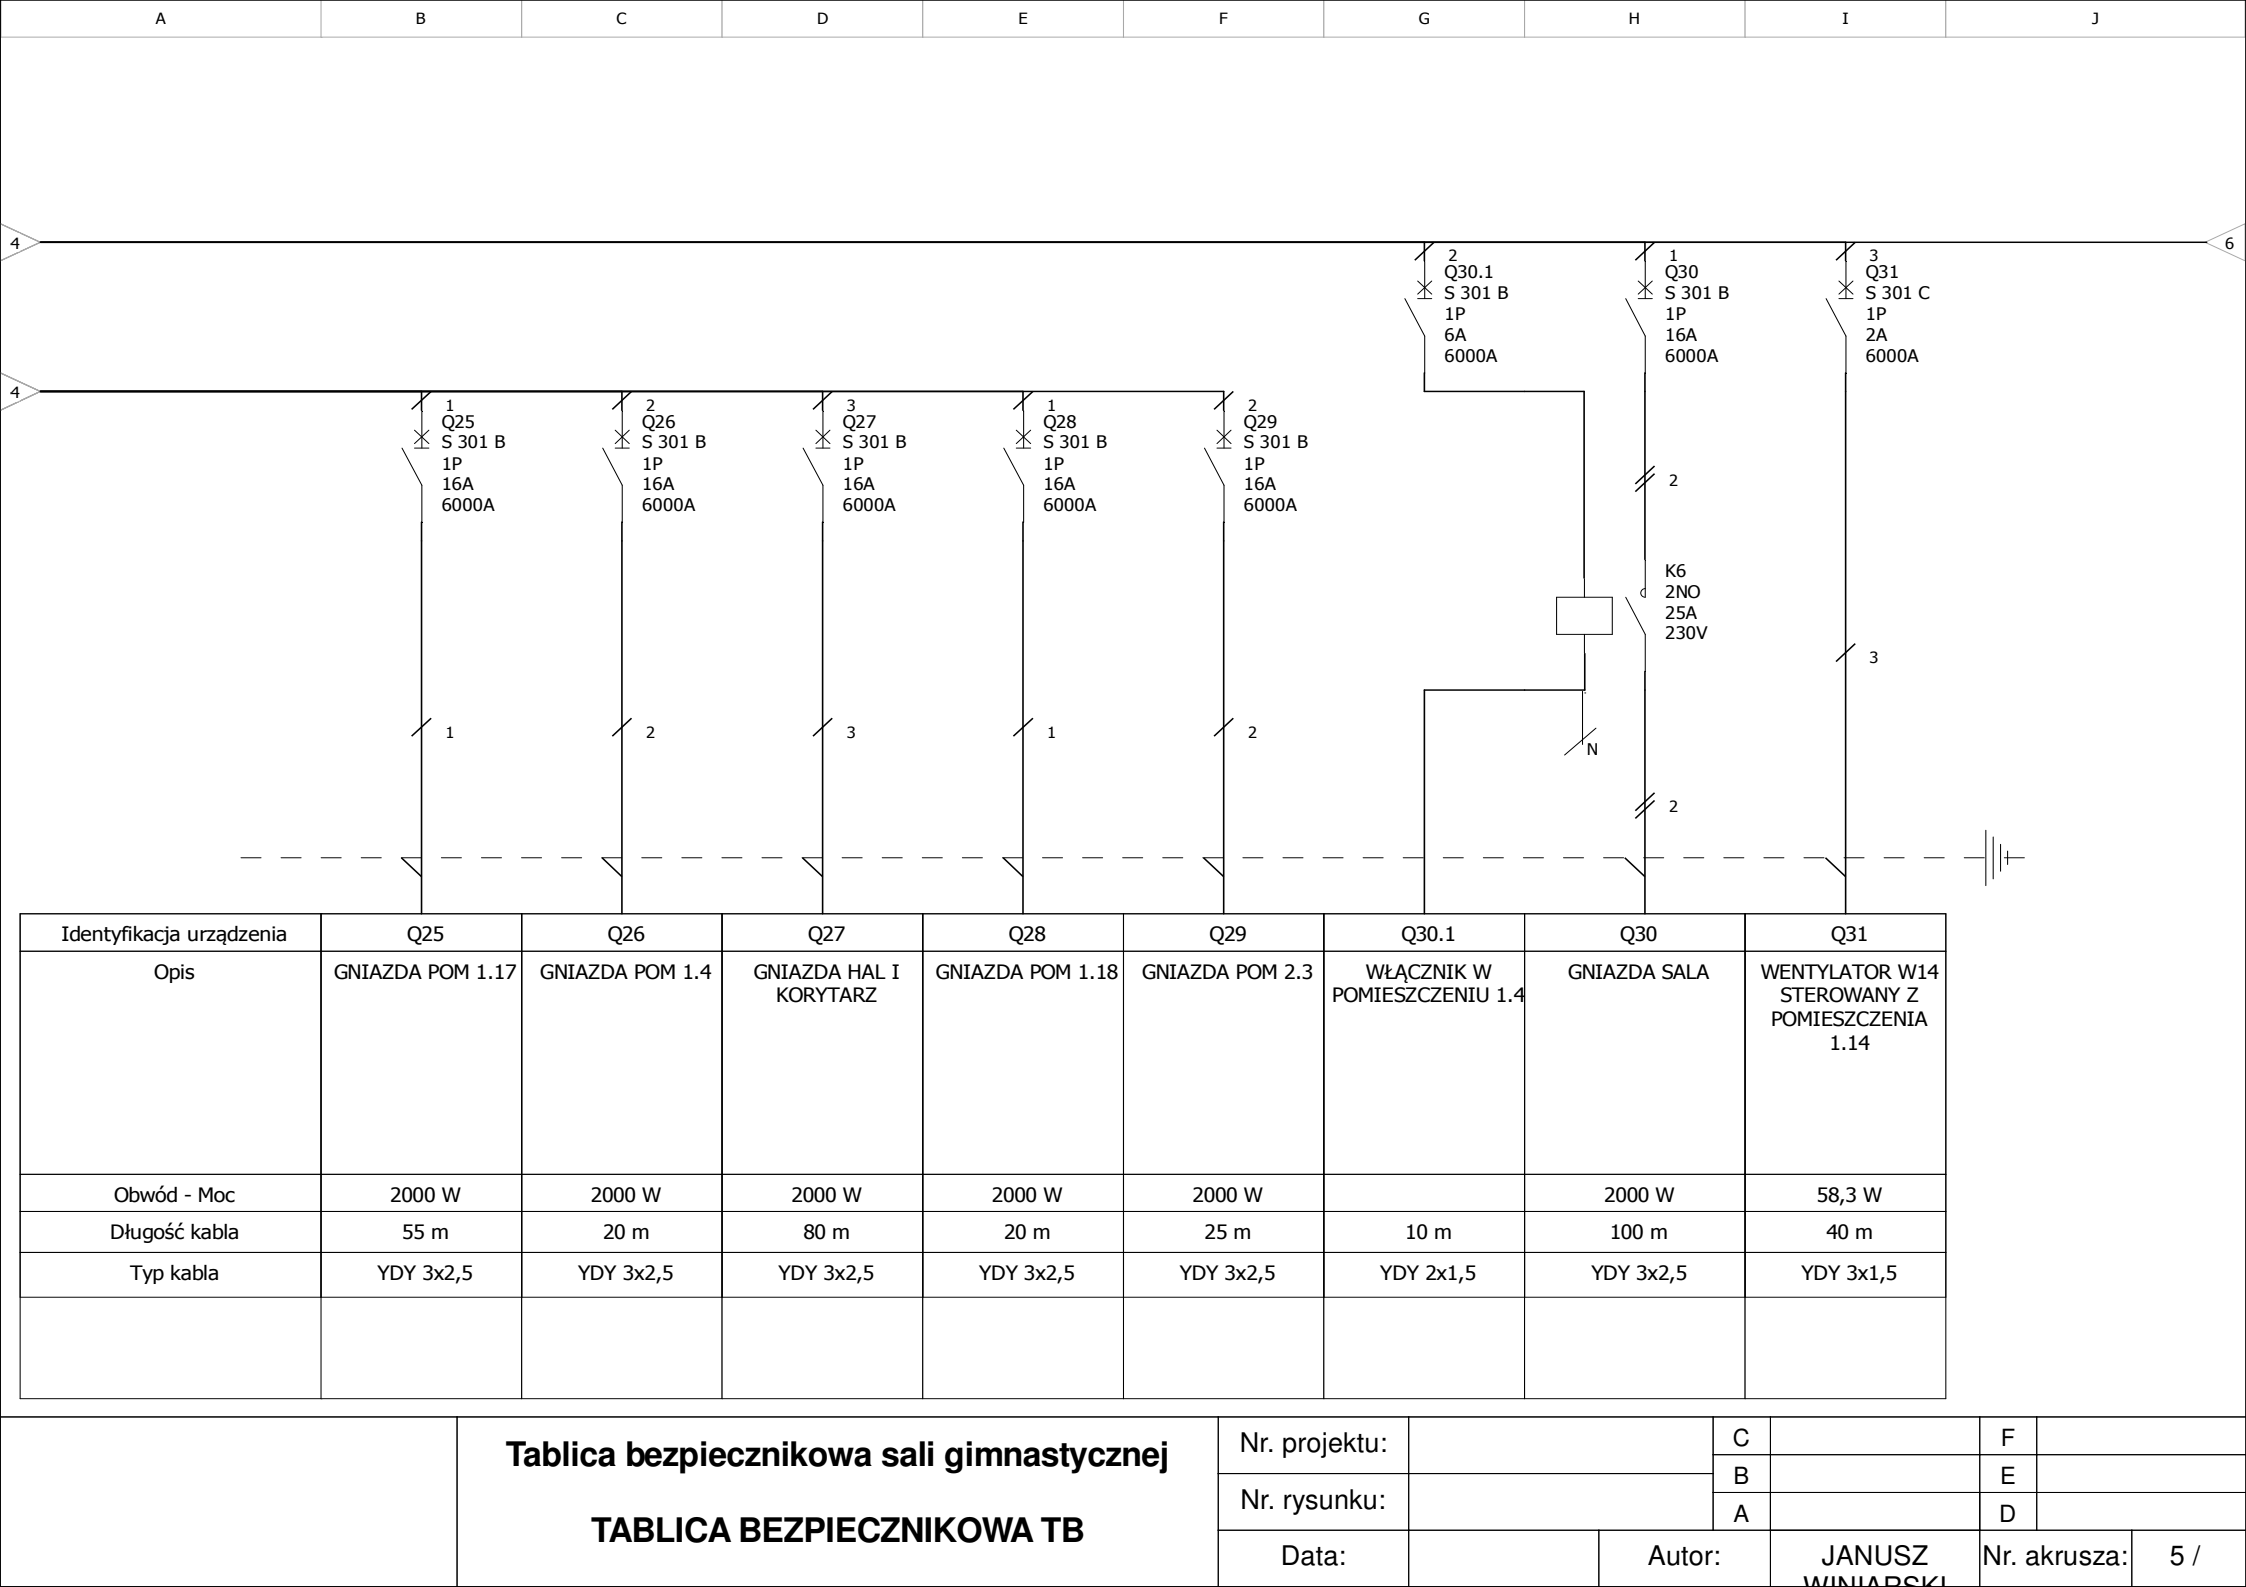 A B C D E F G H I J
4
6
2
Q30.1
S 301 B
1P
6A
6000A
1
Q30
S 301 B
1P
16A
6000A
3
Q31
S 301 C
1P
2A
6000A
4
1
Q25
S 301 B
1P
16A
6000A
2
Q26
S 301 B
1P
16A
6000A
3
Q27
S 301 B
1P
16A
6000A
1
Q28
S 301 B
1P
16A
6000A
2
Q29
S 301 B
1P
16A
6000A
2
K6
2NO
25A
230V
3
1 2 3 1 2
N
2
Identyfikacja urządzenia Q25 Q26 Q27 Q28 Q29 Q30.1 Q30 Q31
Opis
GNIAZDA POM 1.17
GNIAZDA POM 1.4
GNIAZDA HAL I
KORYTARZ
GNIAZDA POM 1.18
GNIAZDA POM 2.3
WŁĄCZNIK W
POMIESZCZENIU 1.4
GNIAZDA SALA
WENTYLATOR W14
STEROWANY Z
POMIESZCZENIA
1.14
Obwód - Moc 2000 W 2000 W 2000 W 2000 W 2000 W 2000 W 58,3 W
Długość kabla 55 m 20 m 80 m 20 m 25 m 10 m 100 m 40 m
Typ kabla YDY 3x2,5 YDY 3x2,5 YDY 3x2,5 YDY 3x2,5 YDY 3x2,5 YDY 2x1,5 YDY 3x2,5 YDY 3x1,5
Tablica bezpiecznikowa sali gimnastycznej
TABLICA BEZPIECZNIKOWA TB
Nr. projektu:
Nr. rysunku:
Data:
C
B
A
F
E
D
Autor:
JANUSZ
WINIARSKI
Nr. akrusza:
5 /